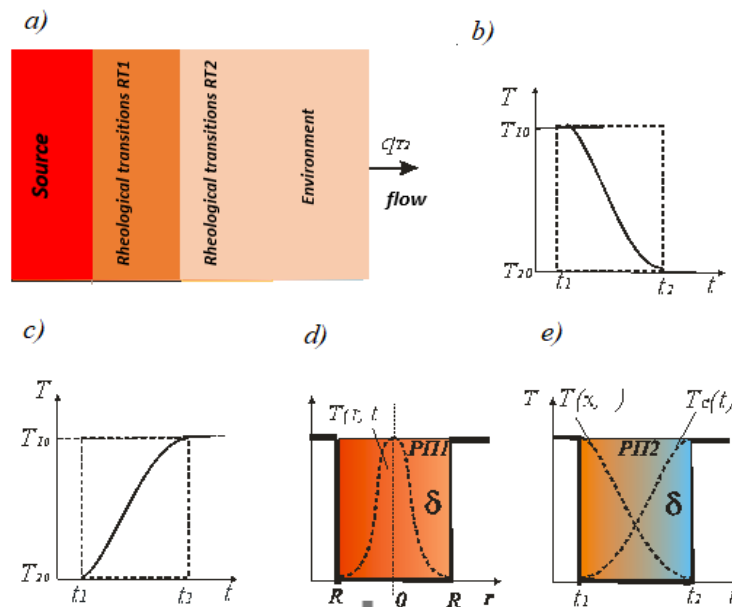 a)
Source
Rheological transitions RT1
Rheological transitions RT2
Environment
flow
b)
T
T10
T20
t1
t2
t
c)
T
T10
T20
t1
t
d)
T(r, t
РП1
δ
R
0
R
r
e)
T
T(x, )
Tc(t)
РП2
δ
t1
t2
t